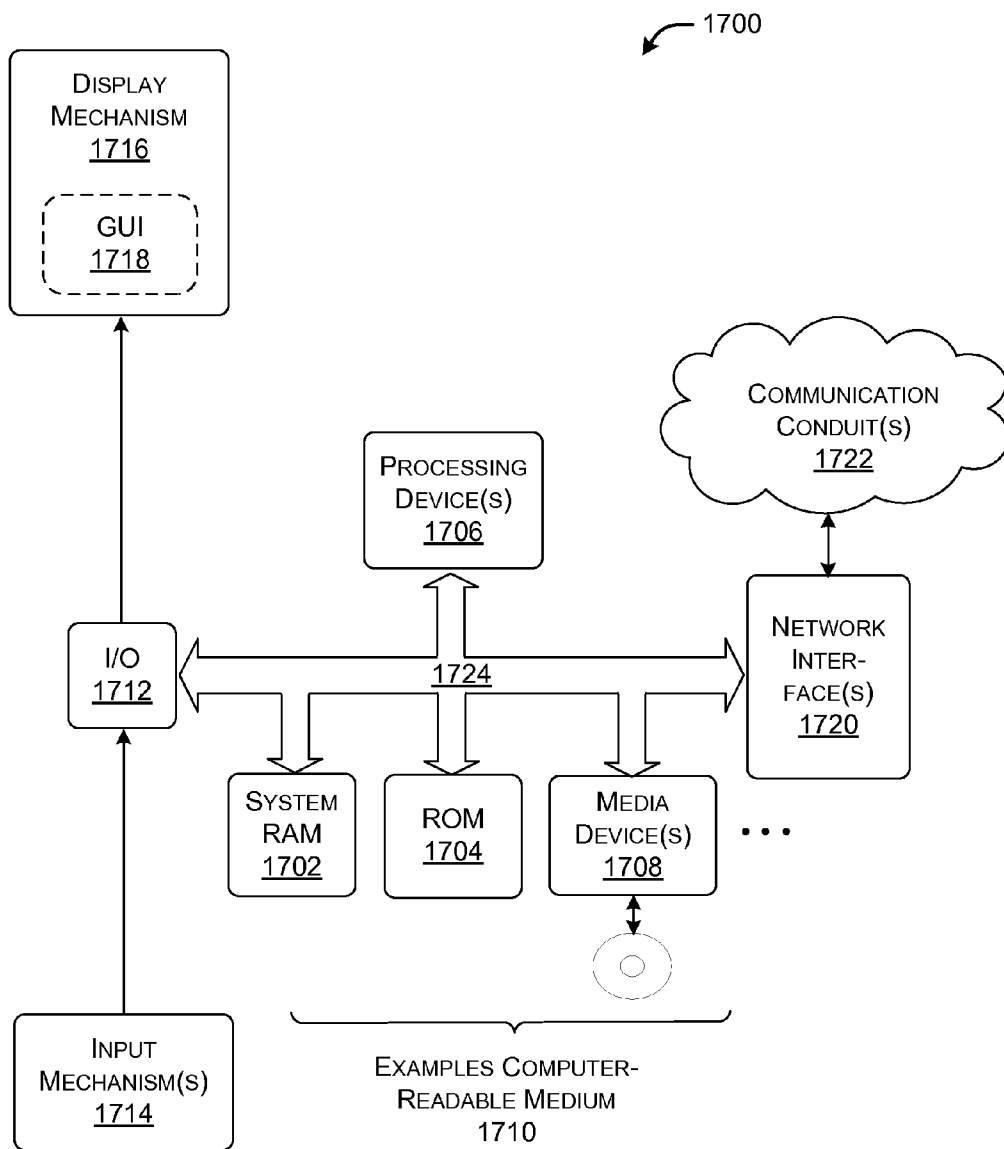 1700
DISPLAY
MECHANISM
1716
GUI
1718
COMMUNICATION
CONDUIT(S)
1722
PROCESSING
DEVICE(S)
1706
I/O
1712
1724
NETWORK
INTER-
FACE(S)
1720
SYSTEM
RAM
1702
ROM
1704
MEDIA
DEVICE(S)
1708
• • •
INPUT
MECHANISM(S)
1714
EXAMPLES COMPUTER-
READABLE MEDIUM
1710